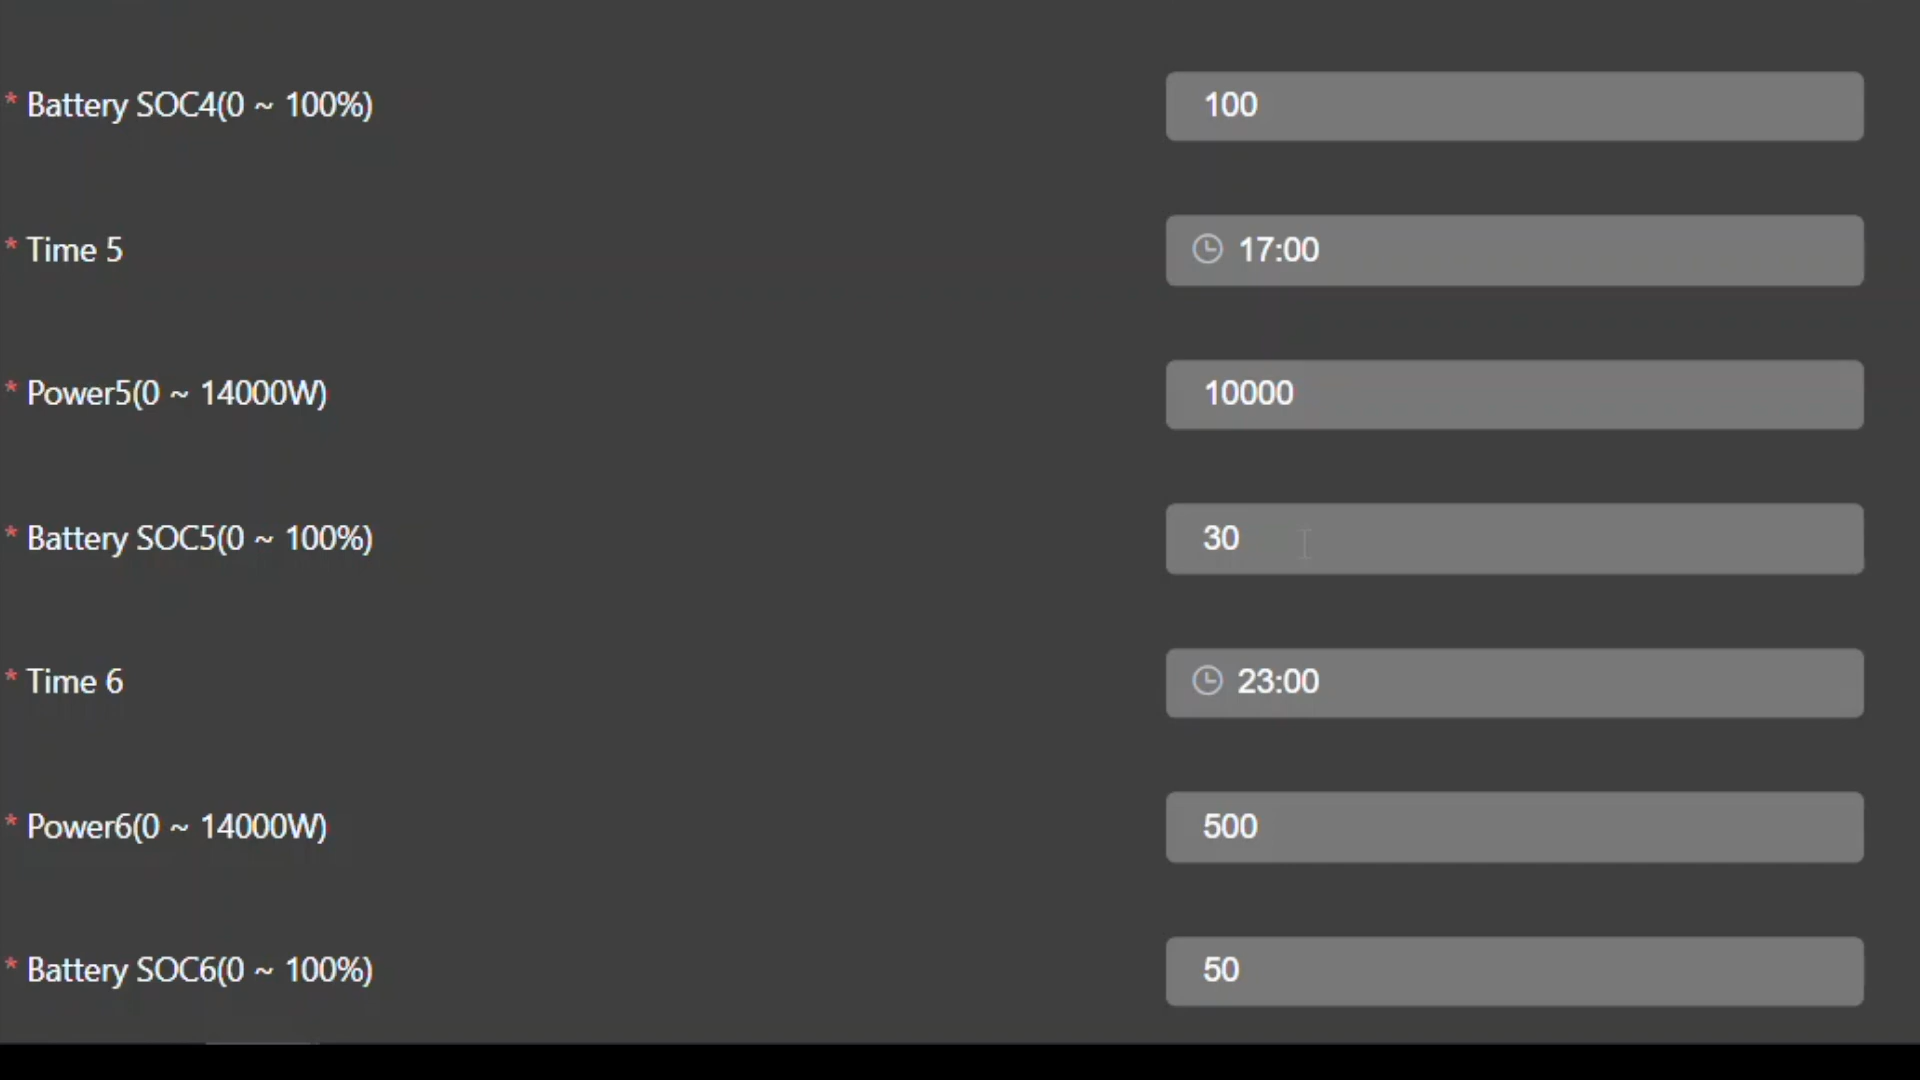 * Battery SOC4(0 ~ 100%) 100
* Time 5 17:00
* Power5(0 ~ 14000W) 10000
* Battery SOC5(0 ~ 100%) 30
* Time 6 23:00
* Power6(0 ~ 14000W) 500
* Battery SOC6(0 ~ 100%) 50